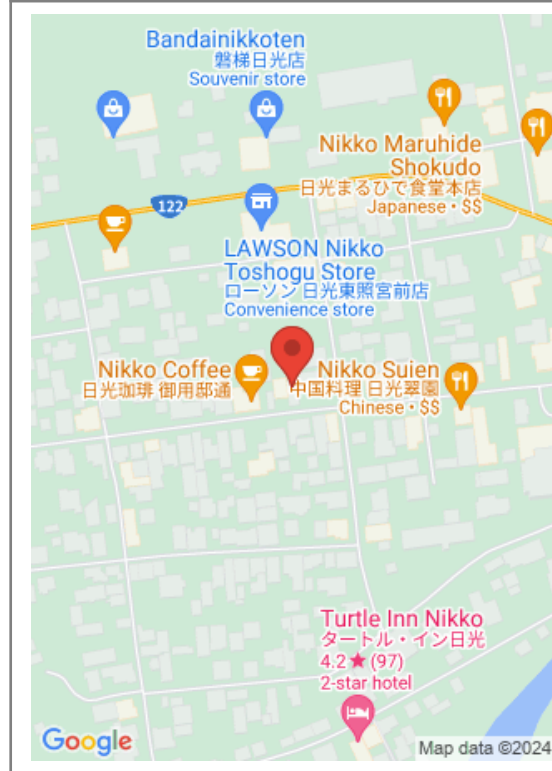 Bandainikkoten
磐梯日光店
Souvenir store
Nikko Maruhide
Shokudo
日光まるひで食堂本店
Japanese • $$
122
LAWSON Nikko
Toshogu Store
ローソン 日光東照宮前店
Convenience store
Nikko Coffee
日光珈琲 御用邸通
Nikko Suien
中国料理 日光翠園
Chinese • $$
Turtle Inn Nikko
タートル・イン日光
4.2★(97)
2-star hotel
Google
Map data ©2024